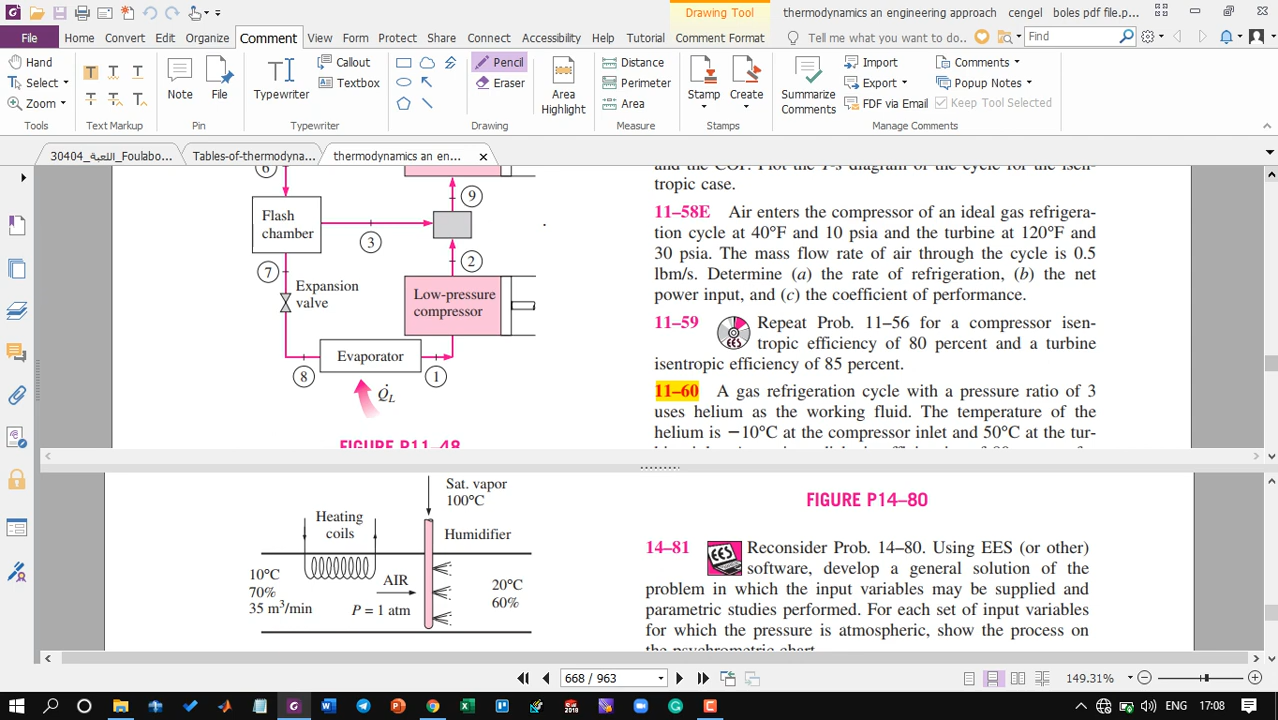 thermodynamics an engineering approach cengel boles pdf file.p...
Drawing Tool
Find
File Home Convert Edit Organize Comment View Form Protect Share Connect Accessibility Help Tutorial Comment Format
Tell me what you want to do..
Hand
Select
Zoom
Tools
Text Markup
Note
File
Pin
Typewriter
Callout
Textbox
Typewriter
Pencil
Eraser
Drawing
Area
Highlight
Distance
Perimeter
Area
Measure
Stamp
Create
Stamps
Summarize
Comments
Import
Export
FDF via Email
Comments
Popup Notes
Keep Tool Selected
Manage Comments
30404_اللعبة_Foulabo...
Tables-of-thermodyna...
thermodynamics an en...
6
9
Flash
chamber
3
2
7
Expansion
valve
Low-pressure
compressor
Evaporator
8
1
Q̇L
FIGURE P11–48
tropic case.
11–58E Air enters the compressor of an ideal gas refrigera-
tion cycle at 40°F and 10 psia and the turbine at 120°F and
30 psia. The mass flow rate of air through the cycle is 0.5
lbm/s. Determine (a) the rate of refrigeration, (b) the net
power input, and (c) the coefficient of performance.
11–59 Repeat Prob. 11–56 for a compressor isen-
EES
tropic efficiency of 80 percent and a turbine
isentropic efficiency of 85 percent.
11–60 A gas refrigeration cycle with a pressure ratio of 3
uses helium as the working fluid. The temperature of the
helium is −10°C at the compressor inlet and 50°C at the tur-
Sat. vapor
100°C
Heating
coils
Humidifier
10°C
70%
35 m³/min
AIR
P = 1 atm
20°C
60%
FIGURE P14–80
14–81 Reconsider Prob. 14–80. Using EES (or other)
EES
software, develop a general solution of the
problem in which the input variables may be supplied and
parametric studies performed. For each set of input variables
for which the pressure is atmospheric, show the process on
668 / 963
149.31%
ENG
17:08